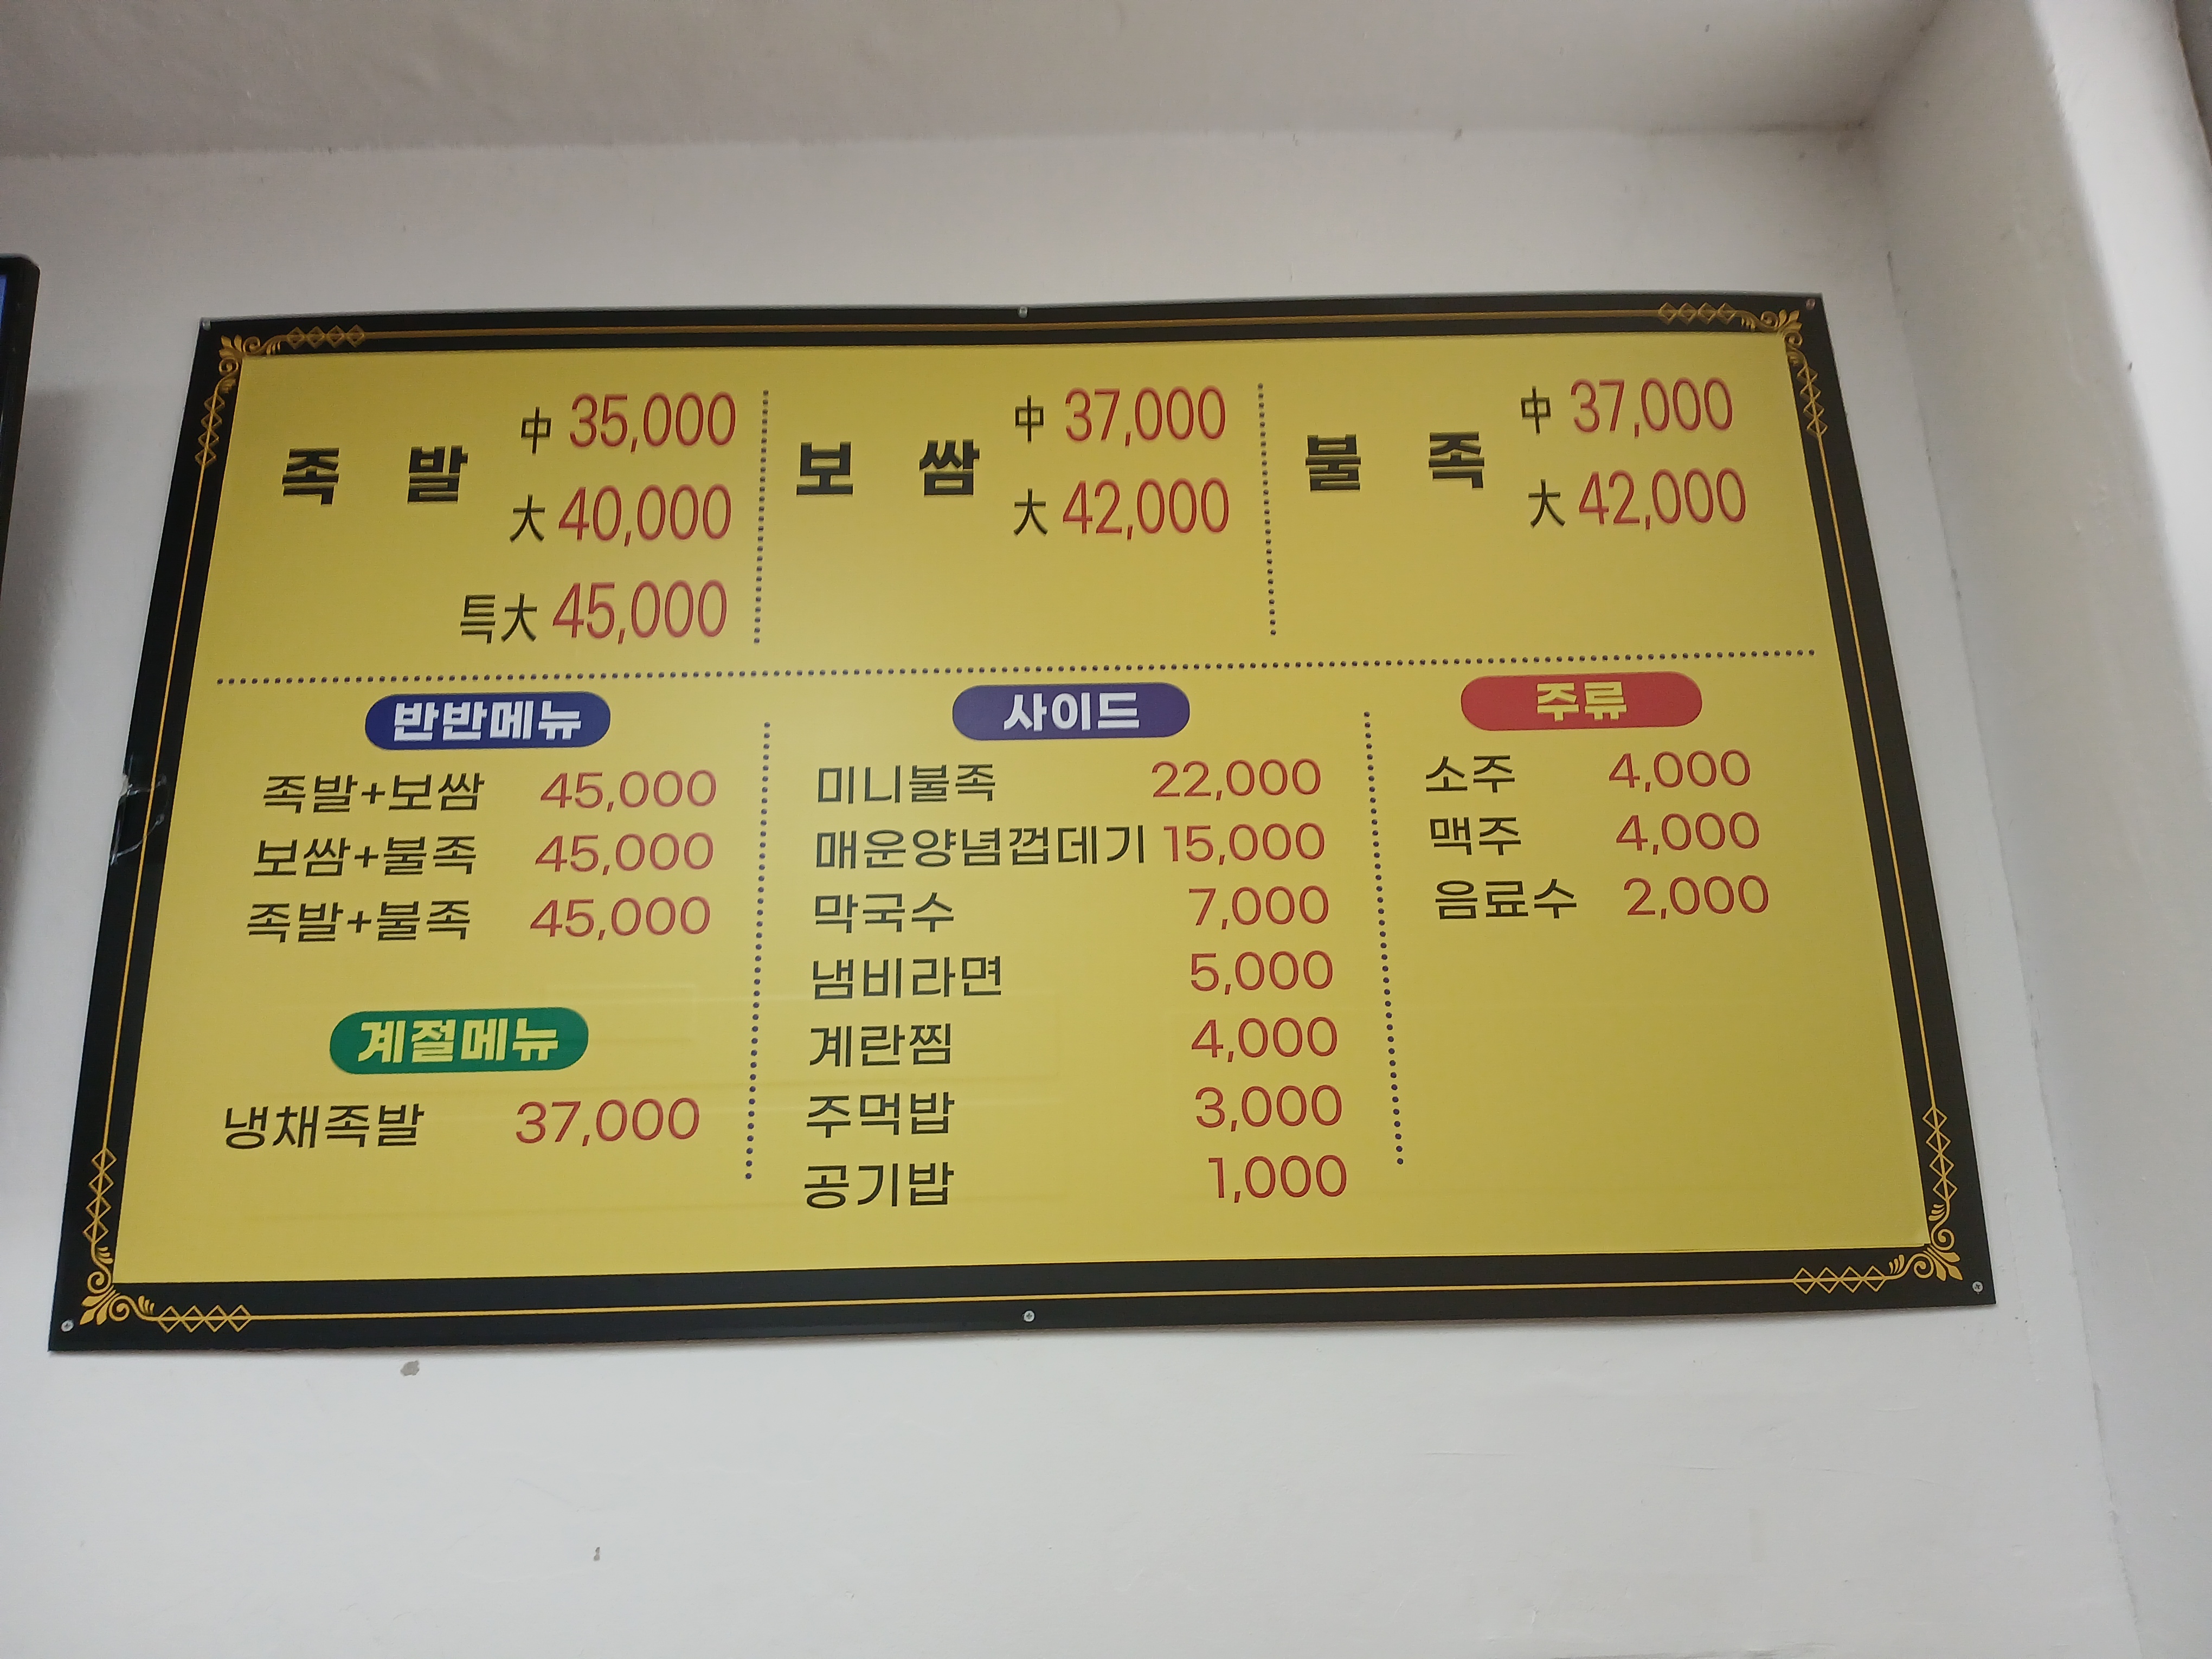 족 발
中 35,000
大 40,000
특大 45,000
보 쌈
中 37,000
大 42,000
불 족
中 37,000
大 42,000
반반메뉴
족발+보쌈 45,000
보쌈+불족 45,000
족발+불족 45,000
계절메뉴
냉채족발 37,000
사이드
미니불족 22,000
매운양념껍데기 15,000
막국수 7,000
냄비라면 5,000
계란찜 4,000
주먹밥 3,000
공기밥 1,000
주류
소주 4,000
맥주 4,000
음료수 2,000